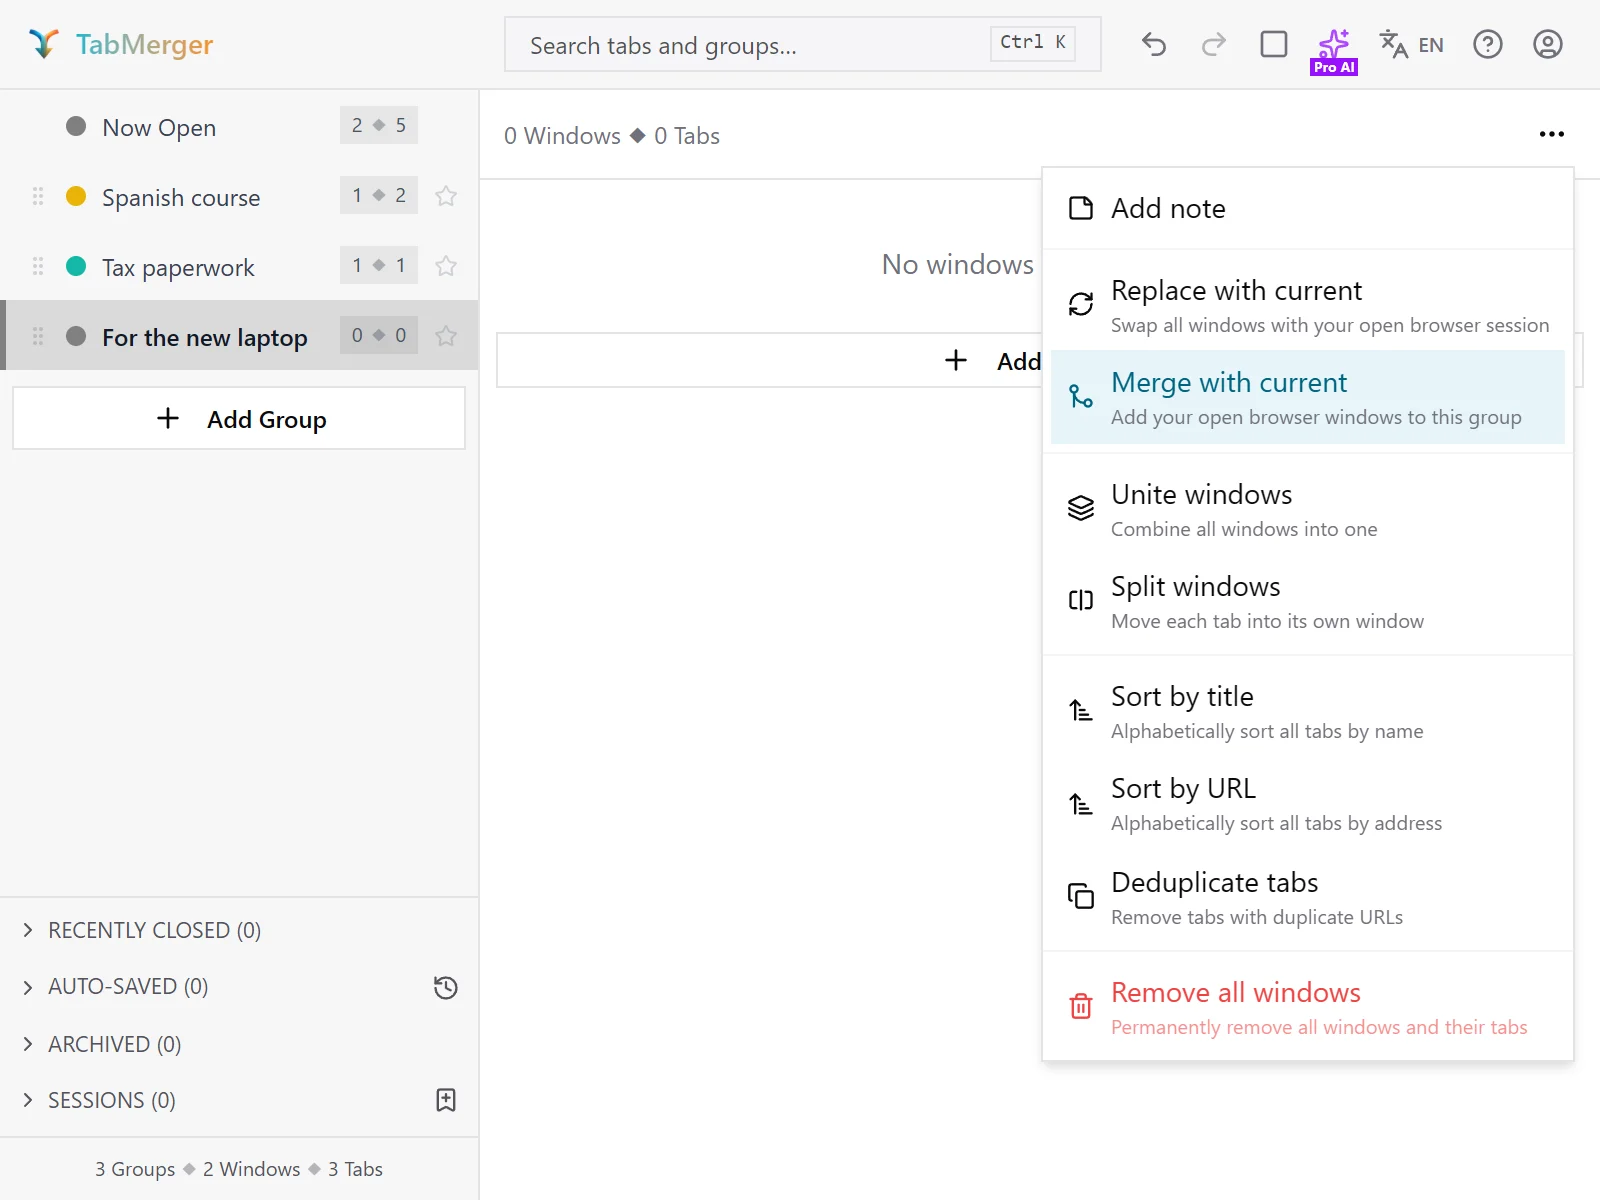 TabMerger
Search tabs and groups...
Ctrl K
Pro AI
EN
Now Open
2 ◆ 5
Spanish course
1 ◆ 2
Tax paperwork
1 ◆ 1
For the new laptop
0 ◆ 0
Add Group
RECENTLY CLOSED (0)
AUTO-SAVED (0)
ARCHIVED (0)
SESSIONS (0)
3 Groups ◆ 2 Windows ◆ 3 Tabs
0 Windows ◆ 0 Tabs
No windows
Add
Add note
Replace with current
Swap all windows with your open browser session
Merge with current
Add your open browser windows to this group
Unite windows
Combine all windows into one
Split windows
Move each tab into its own window
Sort by title
Alphabetically sort all tabs by name
Sort by URL
Alphabetically sort all tabs by address
Deduplicate tabs
Remove tabs with duplicate URLs
Remove all windows
Permanently remove all windows and their tabs